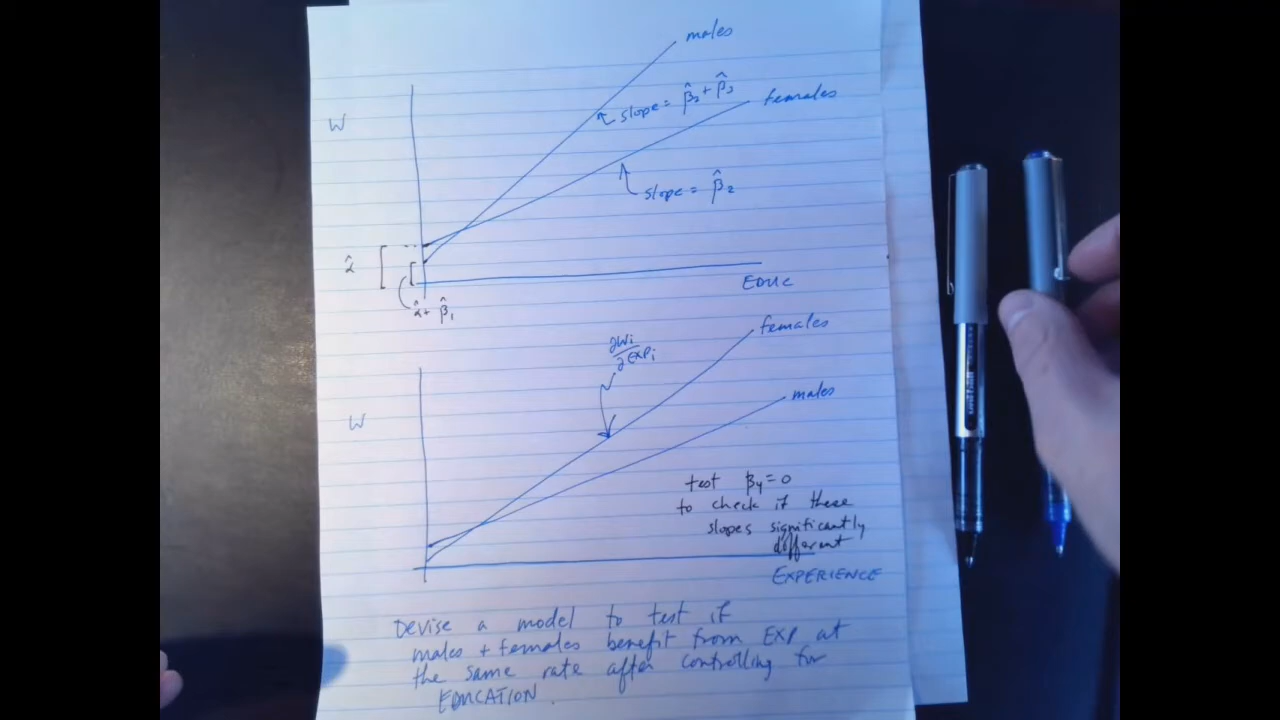 males
W
slope = β̂₂ + β̂₃
females
slope = β̂₂
α̂
EDUC
α̂ + β̂₁
females
∂Wi
∂EXPi
males
W
test β₄ = 0
to check if these
slopes significantly
different
EXPERIENCE
DEVISE a model to test if
males + females benefit from EXP at
the same rate after controlling for
EDUCATION.